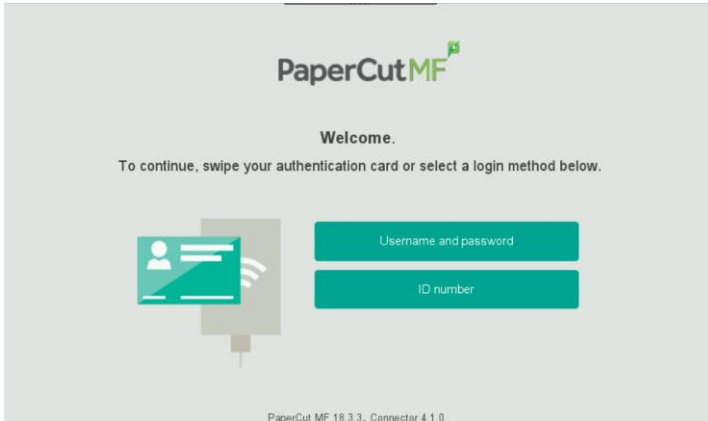 PaperCutMF
Welcome.
To continue, swipe your authentication card or select a login method below.
Username and password
ID number
PaperCut MF 18.3.3, Connector 4.1.0